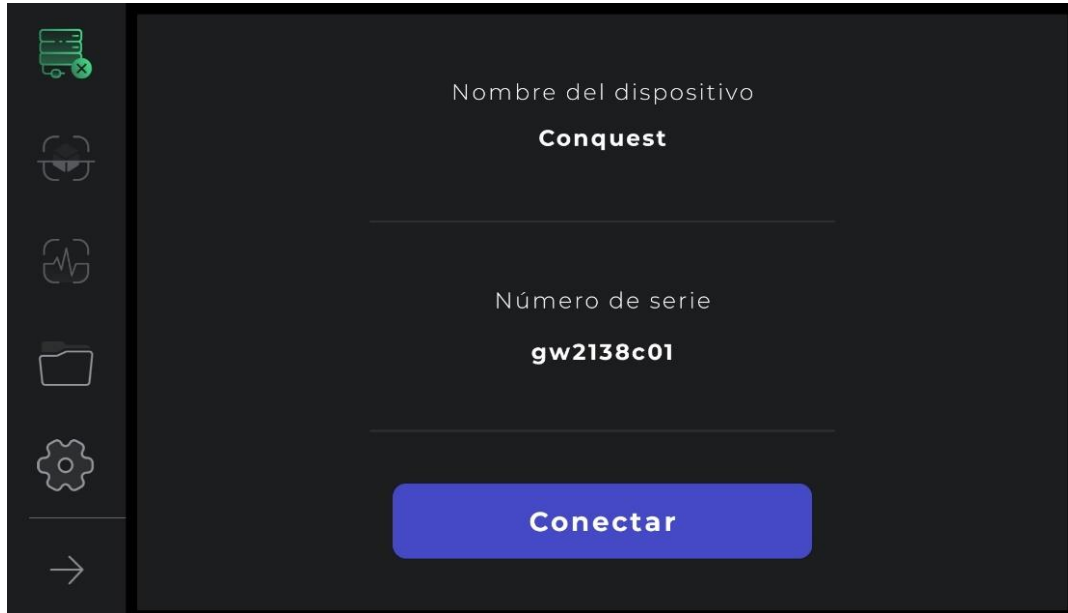 Nombre del dispositivo
Conquest
Número de serie
gw2138c01
Conectar